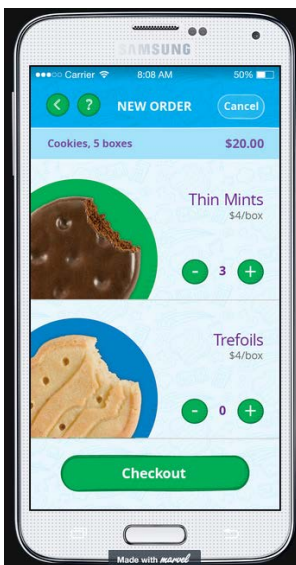 SAMSUNG
Carrier 8:08 AM 50%
< ? NEW ORDER Cancel
Cookies, 5 boxes $20.00
Thin Mints
$4/box
- 3 +
Trefoils
$4/box
- 0 +
Checkout
Made with marvel